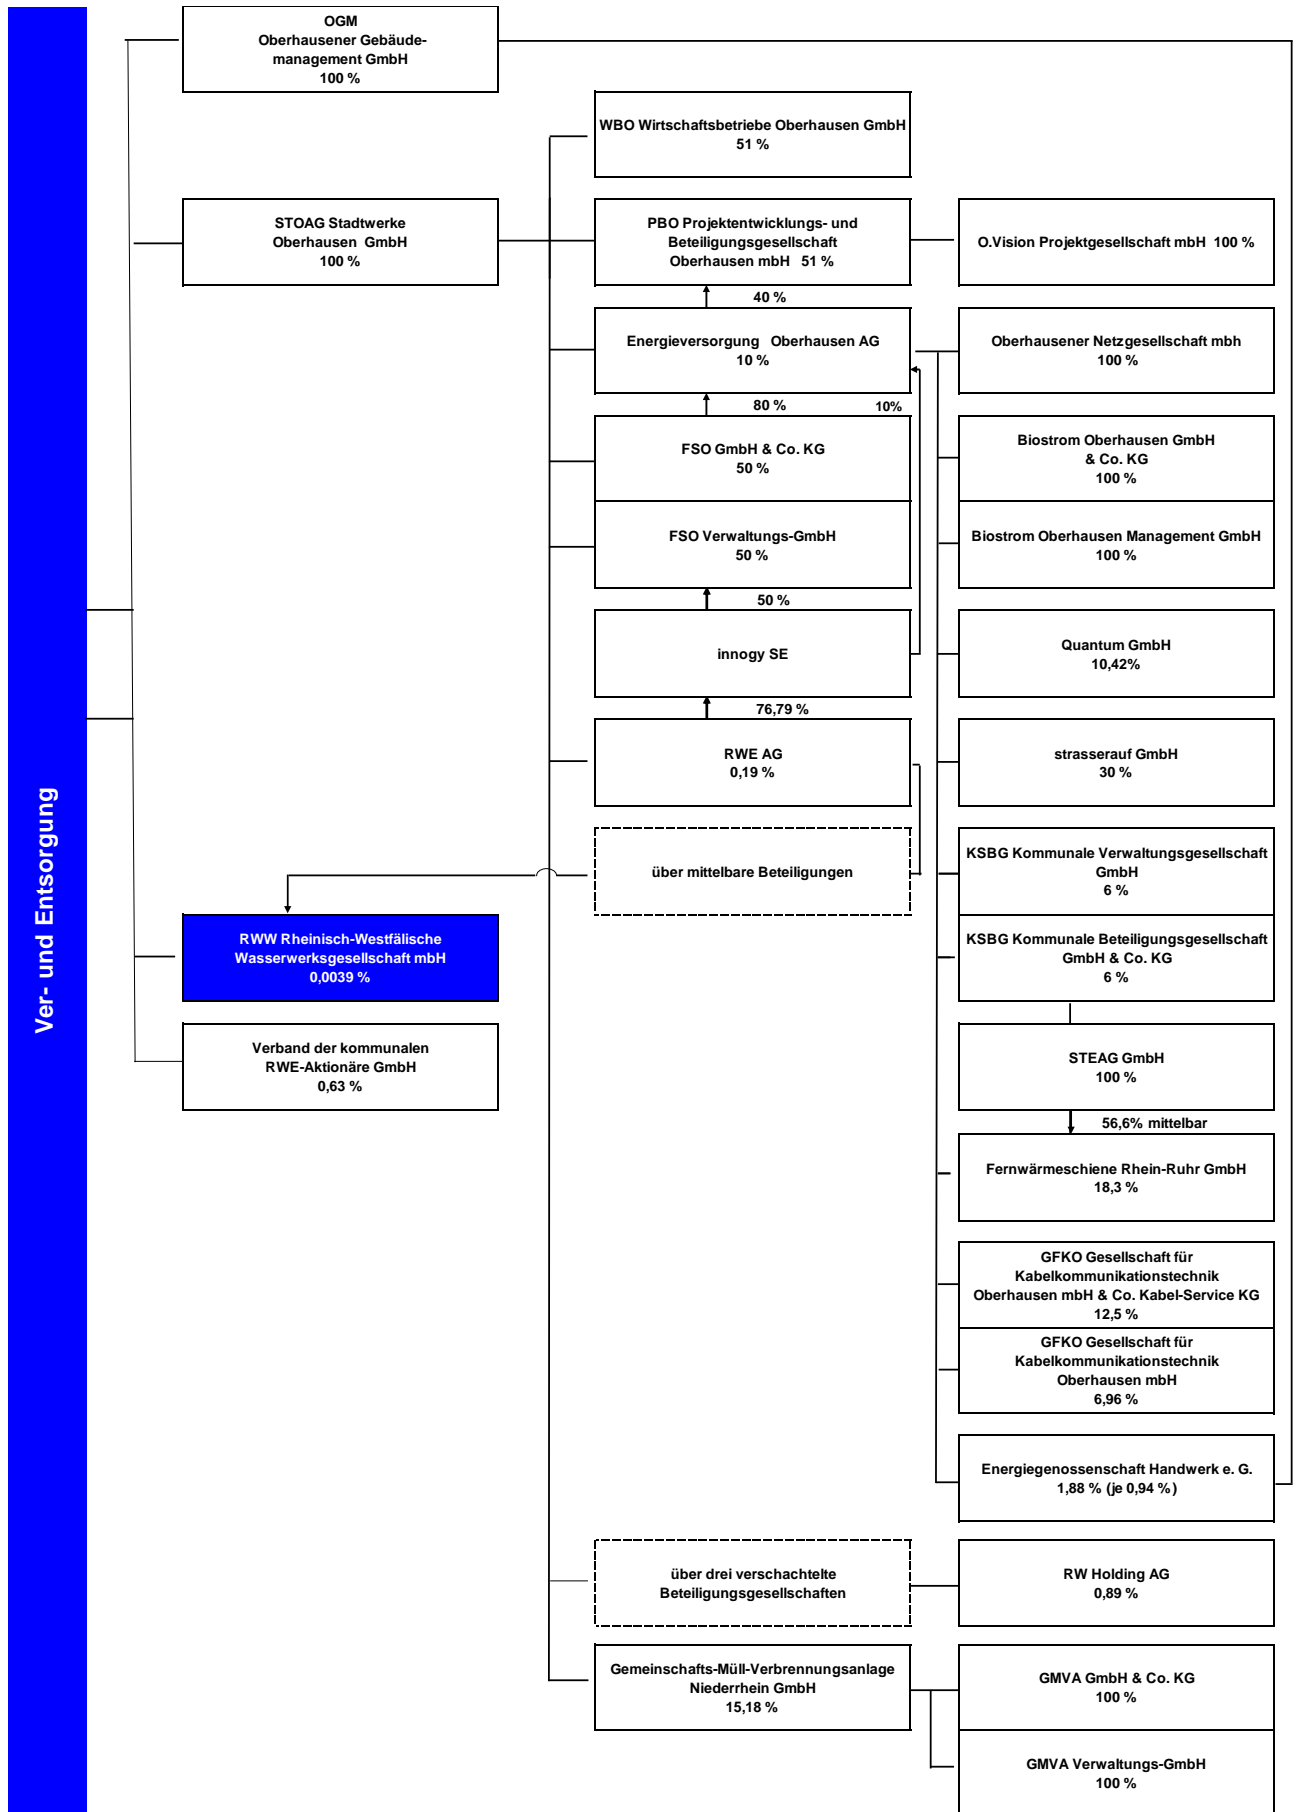 Ver- und Entsorgung
OGM
Oberhausener Gebäude-
management GmbH
100 %
WBO Wirtschaftsbetriebe Oberhausen GmbH
51 %
STOAG Stadtwerke
Oberhausen GmbH
100 %
PBO Projektentwicklungs- und
Beteiligungsgesellschaft
Oberhausen mbH 51 %
O.Vision Projektgesellschaft mbH 100 %
40 %
Energieversorgung Oberhausen AG
10 %
Oberhausener Netzgesellschaft mbh
100 %
80 %
10%
FSO GmbH & Co. KG
50 %
Biostrom Oberhausen GmbH
& Co. KG
100 %
FSO Verwaltungs-GmbH
50 %
Biostrom Oberhausen Management GmbH
100 %
50 %
innogy SE
Quantum GmbH
10,42%
76,79 %
RWE AG
0,19 %
strasserauf GmbH
30 %
über mittelbare Beteiligungen
KSBG Kommunale Verwaltungsgesellschaft
GmbH
6 %
RWW Rheinisch-Westfälische
Wasserwerksgesellschaft mbH
0,0039 %
KSBG Kommunale Beteiligungsgesellschaft
GmbH & Co. KG
6 %
Verband der kommunalen
RWE-Aktionäre GmbH
0,63 %
STEAG GmbH
100 %
56,6% mittelbar
Fernwärmeschiene Rhein-Ruhr GmbH
18,3 %
GFKO Gesellschaft für
Kabelkommunikationstechnik
Oberhausen mbH & Co. Kabel-Service KG
12,5 %
GFKO Gesellschaft für
Kabelkommunikationstechnik
Oberhausen mbH
6,96 %
Energiegenossenschaft Handwerk e. G.
1,88 % (je 0,94 %)
über drei verschachtelte
Beteiligungsgesellschaften
RW Holding AG
0,89 %
Gemeinschafts-Müll-Verbrennungsanlage
Niederrhein GmbH
15,18 %
GMVA GmbH & Co. KG
100 %
GMVA Verwaltungs-GmbH
100 %